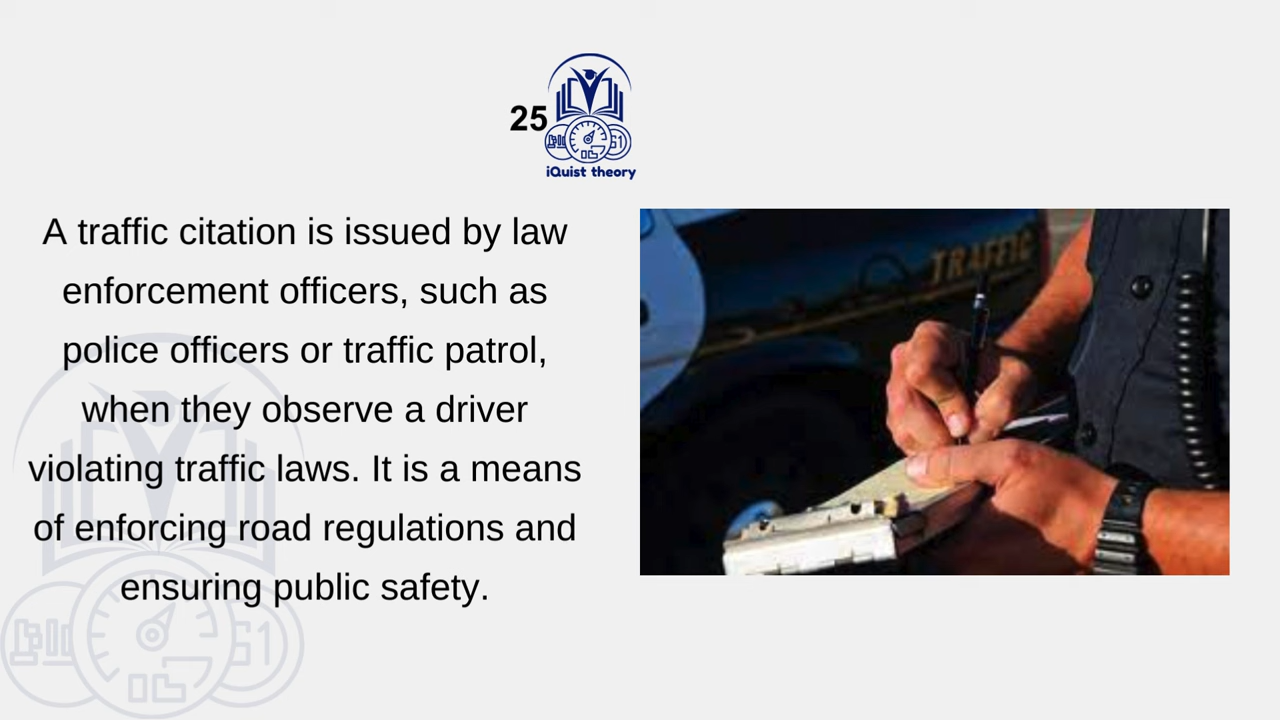 25
iQuist theory
A traffic citation is issued by law
enforcement officers, such as
police officers or traffic patrol,
when they observe a driver
violating traffic laws. It is a means
of enforcing road regulations and
ensuring public safety.
TRAFFIC